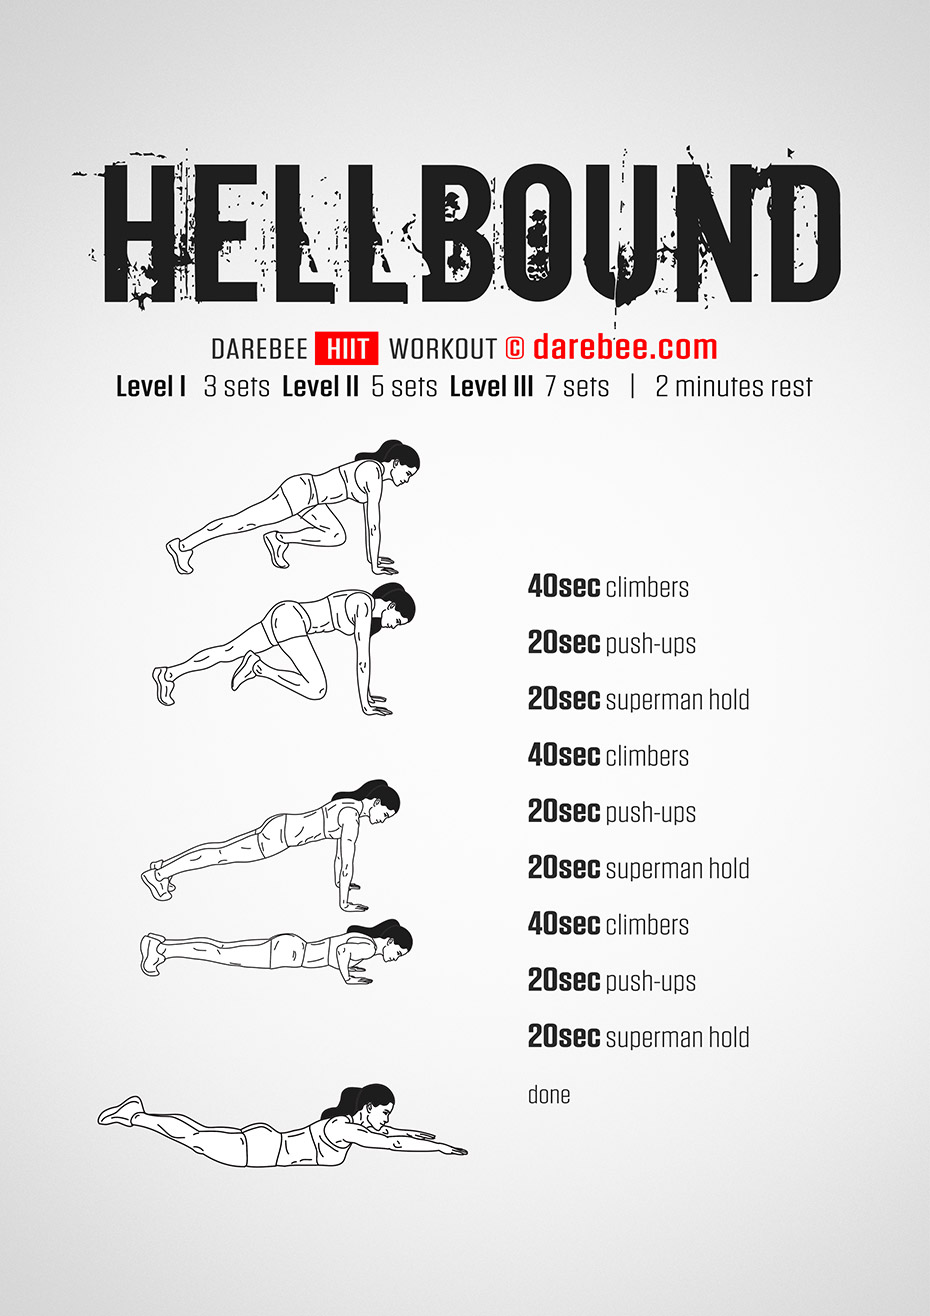 HELLBOUND
DAREBEE HIIT WORKOUT © darebee.com
Level I 3 sets Level II 5 sets Level III 7 sets | 2 minutes rest
40sec climbers
20sec push-ups
20sec superman hold
40sec climbers
20sec push-ups
20sec superman hold
40sec climbers
20sec push-ups
20sec superman hold
done